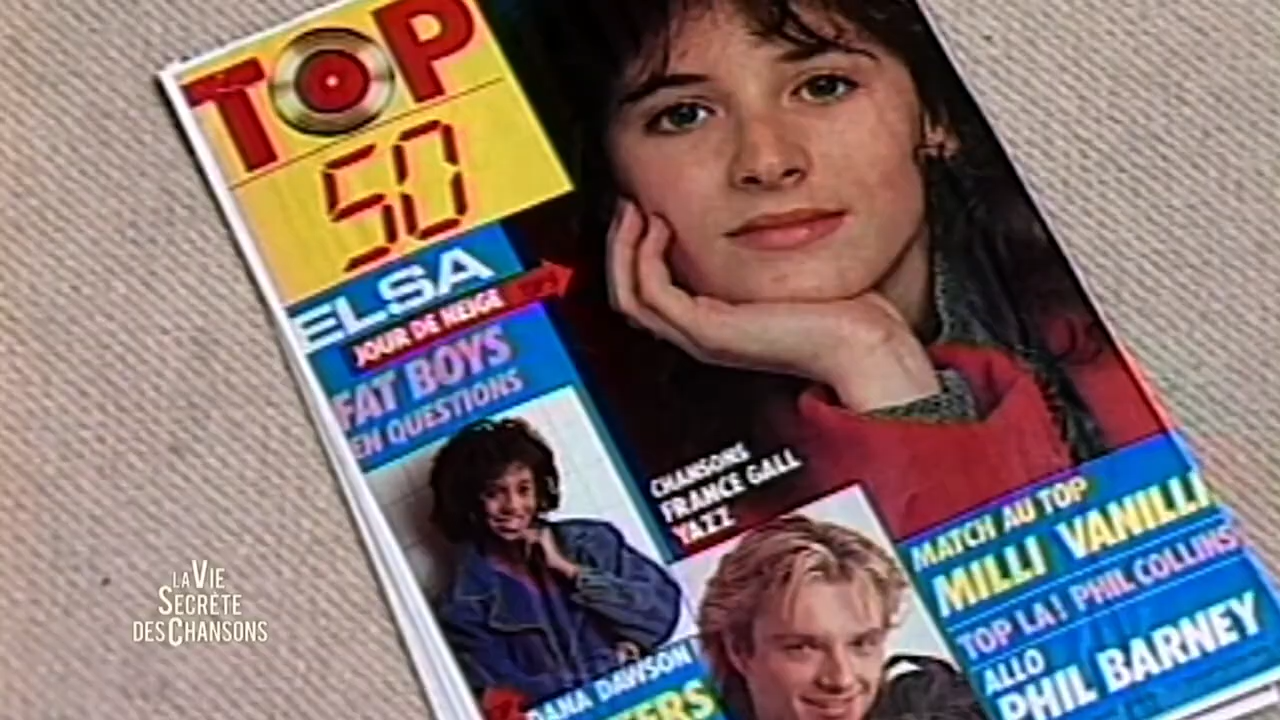 TOP
50
ELSA
JOUR DE NEIGE
FAT BOYS
EN QUESTIONS
CHANSONS
FRANCE GALL
YAZZ
MATCH AU TOP
MILLI VANILLI
TOP LA! PHIL COLLINS
ALLO
PHIL BARNEY
DANA DAWSON
LA VIE
SECRÈTE
DES CHANSONS